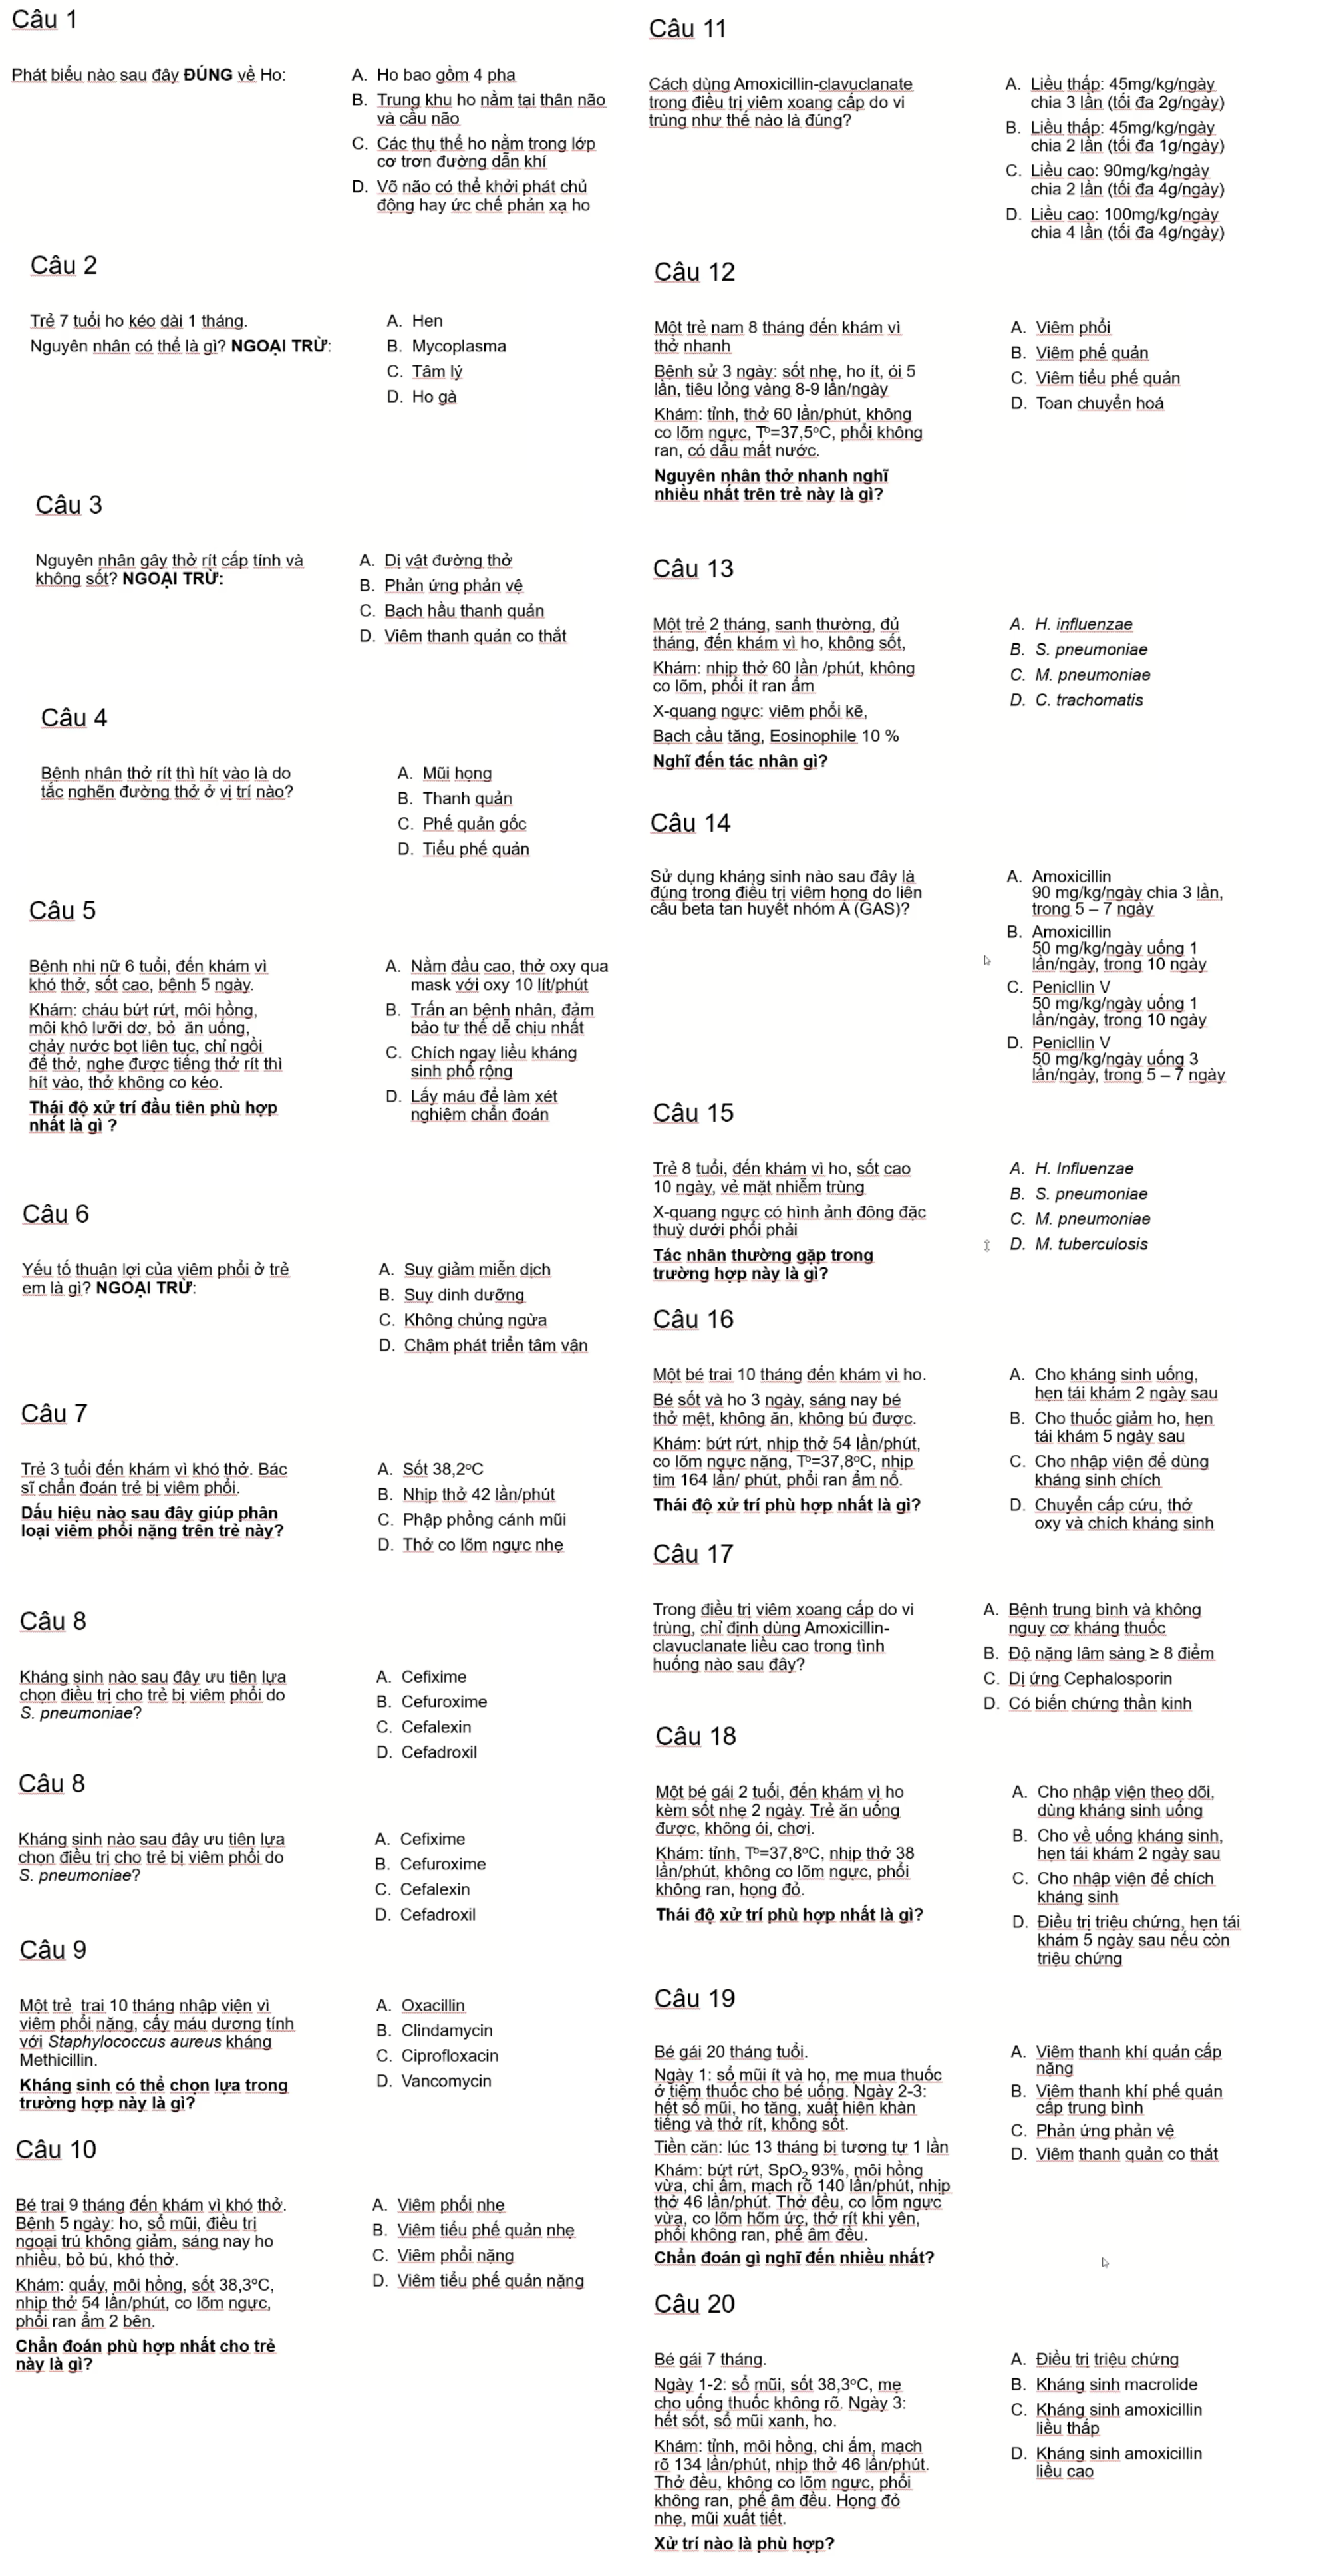 Câu 1
Phát biểu nào sau đây ĐÚNG về Ho:
A. Ho bao gồm 4 pha
B. Trung khu ho nằm tại thân não
và cầu não
C. Các thụ thể ho nằm trong lớp
cơ trơn đường dẫn khí
D. Võ não có thể khởi phát chủ
động hay ức chế phản xạ ho
Câu 2
Trẻ 7 tuổi ho kéo dài 1 tháng.
Nguyên nhân có thể là gì? NGOẠI TRỪ:
A. Hen
B. Mycoplasma
C. Tâm lý
D. Ho gà
Câu 3
Nguyên nhân gây thở rít cấp tính và
không sốt? NGOẠI TRỪ:
A. Dị vật đường thở
B. Phản ứng phản vệ
C. Bạch hầu thanh quản
D. Viêm thanh quản co thắt
Câu 4
Bệnh nhân thở rít thì hít vào là do
tắc nghẽn đường thở ở vị trí nào?
A. Mũi họng
B. Thanh quản
C. Phế quản gốc
D. Tiểu phế quản
Câu 5
Bệnh nhi nữ 6 tuổi, đến khám vì
khó thở, sốt cao, bệnh 5 ngày.
Khám: cháu bứt rứt, môi hồng,
môi khô lưỡi dơ, bỏ ăn uống,
chảy nước bọt liên tục, chỉ ngồi
để thở, nghe được tiếng thở rít thì
hít vào, thở không co kéo.
Thái độ xử trí đầu tiên phù hợp
nhất là gì ?
A. Nằm đầu cao, thở oxy qua
mask với oxy 10 lít/phút
B. Trấn an bệnh nhân, đảm
bảo tư thế dễ chịu nhất
C. Chích ngay liều kháng
sinh phổ rộng
D. Lấy máu để làm xét
nghiệm chẩn đoán
Câu 6
Yếu tố thuận lợi của viêm phổi ở trẻ
em là gì? NGOẠI TRỪ:
A. Suy giảm miễn dịch
B. Suy dinh dưỡng
C. Không chủng ngừa
D. Chậm phát triển tâm vận
Câu 7
Trẻ 3 tuổi đến khám vì khó thở. Bác
sĩ chẩn đoán trẻ bị viêm phổi.
Dấu hiệu nào sau đây giúp phân
loại viêm phổi nặng trên trẻ này?
A. Sốt 38,2ºC
B. Nhịp thở 42 lần/phút
C. Phập phồng cánh mũi
D. Thở co lõm ngực nhẹ
Câu 8
Kháng sinh nào sau đây ưu tiên lựa
chọn điều trị cho trẻ bị viêm phổi do
S. pneumoniae?
A. Cefixime
B. Cefuroxime
C. Cefalexin
D. Cefadroxil
Câu 8
Kháng sinh nào sau đây ưu tiên lựa
chọn điều trị cho trẻ bị viêm phổi do
S. pneumoniae?
A. Cefixime
B. Cefuroxime
C. Cefalexin
D. Cefadroxil
Câu 9
Một trẻ trai 10 tháng nhập viện vì
viêm phổi nặng, cấy máu dương tính
với Staphylococcus aureus kháng
Methicillin.
Kháng sinh có thể chọn lựa trong
trường hợp này là gì?
A. Oxacillin
B. Clindamycin
C. Ciprofloxacin
D. Vancomycin
Câu 10
Bé trai 9 tháng đến khám vì khó thở.
Bệnh 5 ngày: ho, sổ mũi, điều trị
ngoại trú không giảm, sáng nay ho
nhiều, bỏ bú, khó thở.
Khám: quấy, môi hồng, sốt 38,3ºC,
nhịp thở 54 lần/phút, co lõm ngực,
phổi ran ẩm 2 bên.
Chẩn đoán phù hợp nhất cho trẻ
này là gì?
A. Viêm phổi nhẹ
B. Viêm tiểu phế quản nhẹ
C. Viêm phổi nặng
D. Viêm tiểu phế quản nặng
Câu 11
Cách dùng Amoxicillin-clavuclanate
trong điều trị viêm xoang cấp do vi
trùng như thế nào là đúng?
A. Liều thấp: 45mg/kg/ngày
chia 3 lần (tối đa 2g/ngày)
B. Liều thấp: 45mg/kg/ngày
chia 2 lần (tối đa 1g/ngày)
C. Liều cao: 90mg/kg/ngày
chia 2 lần (tối đa 4g/ngày)
D. Liều cao: 100mg/kg/ngày
chia 4 lần (tối đa 4g/ngày)
Câu 12
Một trẻ nam 8 tháng đến khám vì
thở nhanh
Bệnh sử 3 ngày: sốt nhẹ, ho ít, ói 5
lần, tiêu lỏng vàng 8-9 lần/ngày
Khám: tỉnh, thở 60 lần/phút, không
co lõm ngực, Tº=37,5ºC, phổi không
ran, có dấu mất nước.
Nguyên nhân thở nhanh nghĩ
nhiều nhất trên trẻ này là gì?
A. Viêm phổi
B. Viêm phế quản
C. Viêm tiểu phế quản
D. Toan chuyển hoá
Câu 13
Một trẻ 2 tháng, sanh thường, đủ
tháng, đến khám vì ho, không sốt,
Khám: nhịp thở 60 lần /phút, không
co lõm, phổi ít ran ẩm
X-quang ngực: viêm phổi kẽ,
Bạch cầu tăng, Eosinophile 10 %
Nghĩ đến tác nhân gì?
A. H. influenzae
B. S. pneumoniae
C. M. pneumoniae
D. C. trachomatis
Câu 14
Sử dụng kháng sinh nào sau đây là
đúng trong điều trị viêm họng do liên
cầu beta tan huyết nhóm A (GAS)?
A. Amoxicillin
90 mg/kg/ngày chia 3 lần,
trong 5 – 7 ngày
B. Amoxicillin
50 mg/kg/ngày uống 1
lần/ngày, trong 10 ngày
C. Penicllin V
50 mg/kg/ngày uống 1
lần/ngày, trong 10 ngày
D. Penicllin V
50 mg/kg/ngày uống 3
lần/ngày, trong 5 – 7 ngày
Câu 15
Trẻ 8 tuổi, đến khám vì ho, sốt cao
10 ngày, vẻ mặt nhiễm trùng
X-quang ngực có hình ảnh đông đặc
thuỳ dưới phổi phải
Tác nhân thường gặp trong
trường hợp này là gì?
A. H. Influenzae
B. S. pneumoniae
C. M. pneumoniae
D. M. tuberculosis
Câu 16
Một bé trai 10 tháng đến khám vì ho.
Bé sốt và ho 3 ngày, sáng nay bé
thở mệt, không ăn, không bú được.
Khám: bứt rứt, nhịp thở 54 lần/phút,
co lõm ngực nặng, Tº=37,8ºC, nhịp
tim 164 lần/ phút, phổi ran ẩm nổ.
Thái độ xử trí phù hợp nhất là gì?
A. Cho kháng sinh uống,
hẹn tái khám 2 ngày sau
B. Cho thuốc giảm ho, hẹn
tái khám 5 ngày sau
C. Cho nhập viện để dùng
kháng sinh chích
D. Chuyển cấp cứu, thở
oxy và chích kháng sinh
Câu 17
Trong điều trị viêm xoang cấp do vi
trùng, chỉ định dùng Amoxicillin-
clavuclanate liều cao trong tình
huống nào sau đây?
A. Bệnh trung bình và không
nguy cơ kháng thuốc
B. Độ nặng lâm sàng ≥ 8 điểm
C. Dị ứng Cephalosporin
D. Có biến chứng thần kinh
Câu 18
Một bé gái 2 tuổi, đến khám vì ho
kèm sốt nhẹ 2 ngày. Trẻ ăn uống
được, không ói, chơi.
Khám: tỉnh, Tº=37,8ºC, nhịp thở 38
lần/phút, không co lõm ngực, phổi
không ran, họng đỏ.
Thái độ xử trí phù hợp nhất là gì?
A. Cho nhập viện theo dõi,
dùng kháng sinh uống
B. Cho về uống kháng sinh,
hẹn tái khám 2 ngày sau
C. Cho nhập viện để chích
kháng sinh
D. Điều trị triệu chứng, hẹn tái
khám 5 ngày sau nếu còn
triệu chứng
Câu 19
Bé gái 20 tháng tuổi.
Ngày 1: sổ mũi ít và ho, mẹ mua thuốc
ở tiệm thuốc cho bé uống. Ngày 2-3:
hết sổ mũi, ho tăng, xuất hiện khàn
tiếng và thở rít, không sốt.
Tiền căn: lúc 13 tháng bị tương tự 1 lần
Khám: bứt rứt, SpO2 93%, môi hồng
vừa, chi ấm, mạch rõ 140 lần/phút, nhịp
thở 46 lần/phút. Thở đều, co lõm ngực
vừa, co lõm hõm ức, thở rít khi yên,
phổi không ran, phế âm đều.
Chẩn đoán gì nghĩ đến nhiều nhất?
A. Viêm thanh khí quản cấp
nặng
B. Viêm thanh khí phế quản
cấp trung bình
C. Phản ứng phản vệ
D. Viêm thanh quản co thắt
Câu 20
Bé gái 7 tháng.
Ngày 1-2: sổ mũi, sốt 38,3ºC, mẹ
cho uống thuốc không rõ. Ngày 3:
hết sốt, sổ mũi xanh, ho.
Khám: tỉnh, môi hồng, chi ấm, mạch
rõ 134 lần/phút, nhịp thở 46 lần/phút.
Thở đều, không co lõm ngực, phổi
không ran, phế âm đều. Họng đỏ
nhẹ, mũi xuất tiết.
Xử trí nào là phù hợp?
A. Điều trị triệu chứng
B. Kháng sinh macrolide
C. Kháng sinh amoxicillin
liều thấp
D. Kháng sinh amoxicillin
liều cao